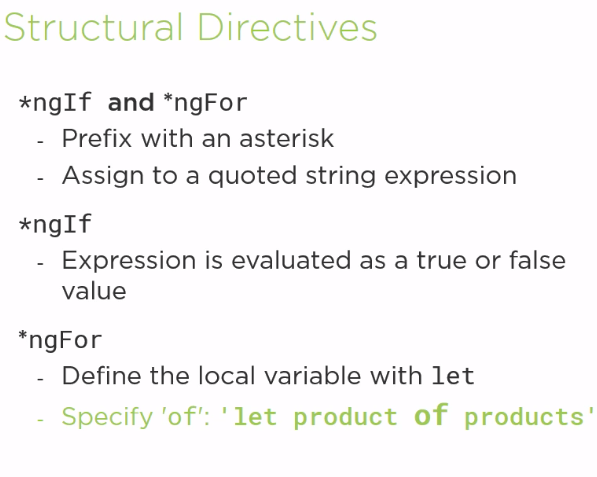 Structural Directives
*ngIf and *ngFor
- Prefix with an asterisk
- Assign to a quoted string expression
*ngIf
- Expression is evaluated as a true or false
value
*ngFor
- Define the local variable with let
- Specify 'of': 'let product of products'